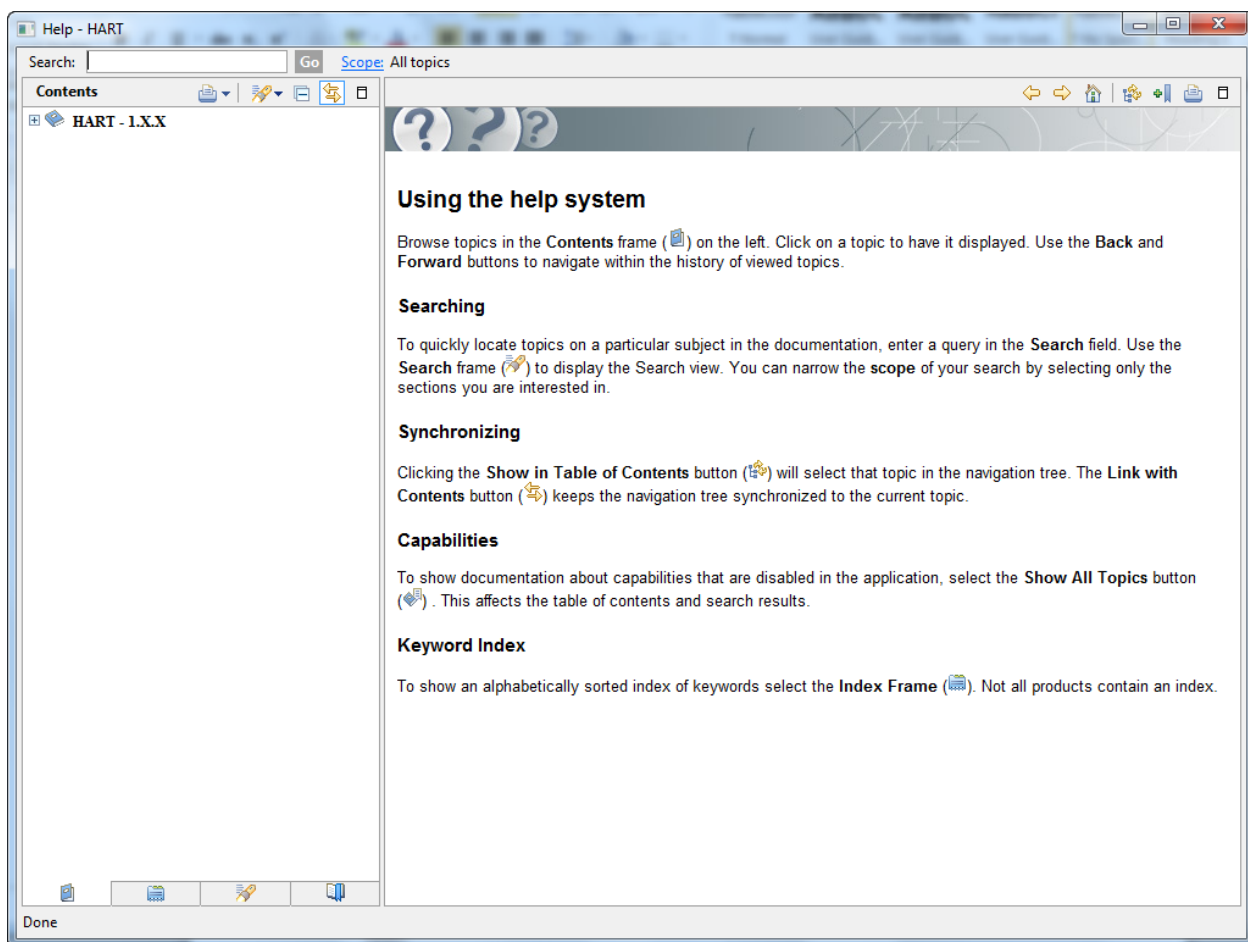 Help - HART
Search: Go Scope: All topics
Contents
HART - 1.X.X
Using the help system
Browse topics in the Contents frame ( ) on the left. Click on a topic to have it displayed. Use the Back and
Forward buttons to navigate within the history of viewed topics.
Searching
To quickly locate topics on a particular subject in the documentation, enter a query in the Search field. Use the
Search frame ( ) to display the Search view. You can narrow the scope of your search by selecting only the
sections you are interested in.
Synchronizing
Clicking the Show in Table of Contents button ( ) will select that topic in the navigation tree. The Link with
Contents button ( ) keeps the navigation tree synchronized to the current topic.
Capabilities
To show documentation about capabilities that are disabled in the application, select the Show All Topics button
( ) . This affects the table of contents and search results.
Keyword Index
To show an alphabetically sorted index of keywords select the Index Frame ( ). Not all products contain an index.
Done